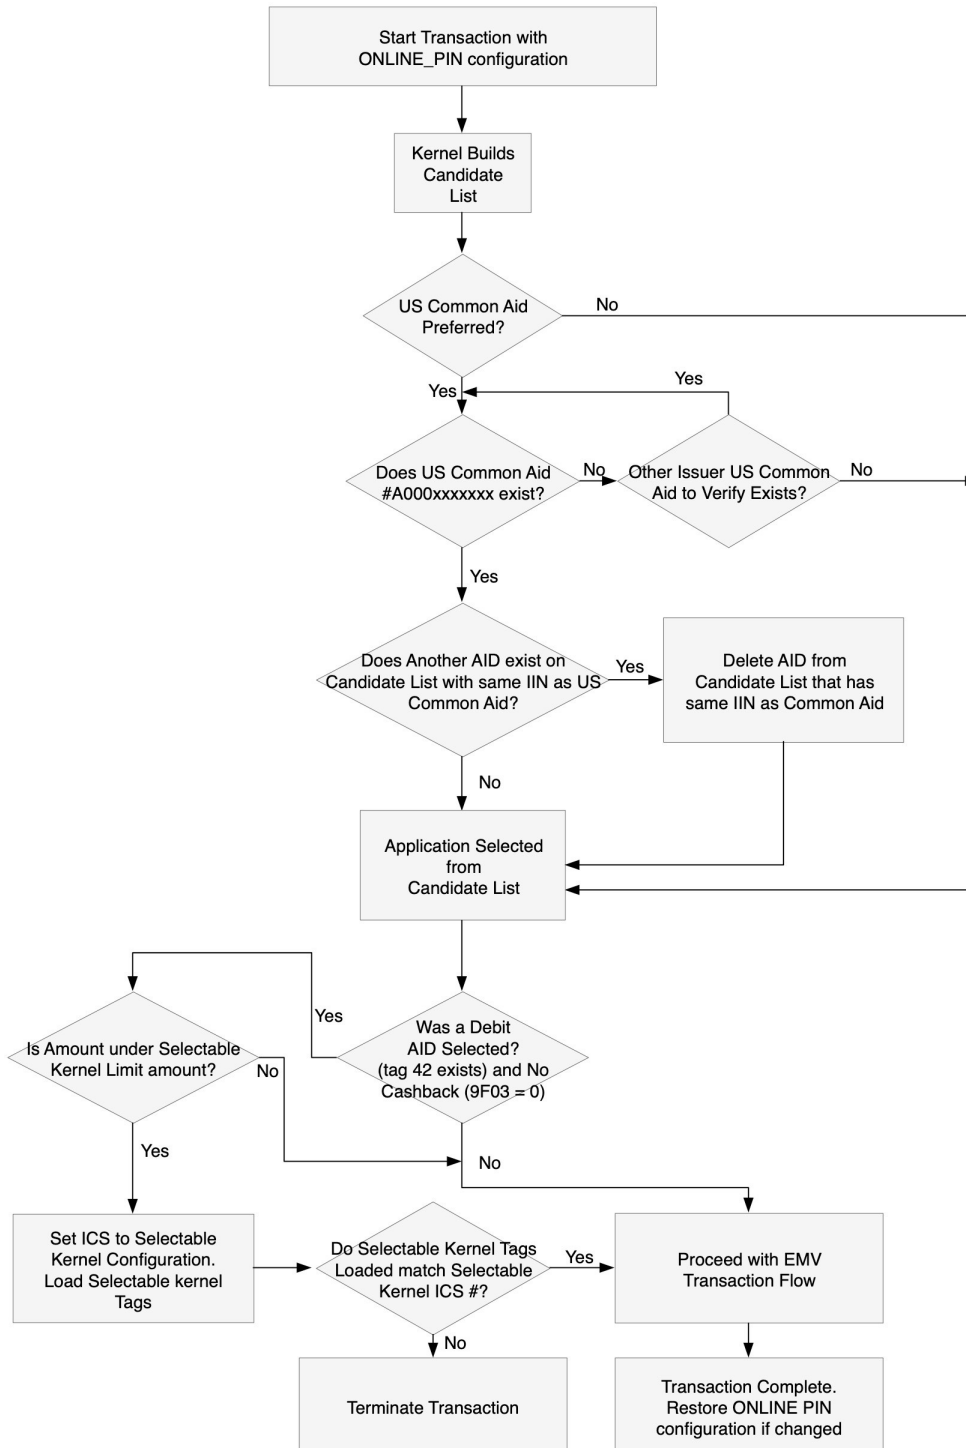 Start Transaction with
ONLINE_PIN configuration
Kernel Builds
Candidate
List
US Common Aid
Preferred?
No
Yes
Yes
Does US Common Aid
#A000xxxxxxx exist?
No
Other Issuer US Common
Aid to Verify Exists?
No
Yes
Does Another AID exist on
Candidate List with same IIN as US
Common Aid?
Yes
Delete AID from
Candidate List that has
same IIN as Common Aid
No
Application Selected
from
Candidate List
Yes
Was a Debit
AID Selected?
(tag 42 exists) and No
Cashback (9F03 = 0)
Is Amount under Selectable
Kernel Limit amount?
No
Yes
No
Set ICS to Selectable
Kernel Configuration.
Load Selectable kernel
Tags
Do Selectable Kernel Tags
Loaded match Selectable
Kernel ICS #?
Yes
Proceed with EMV
Transaction Flow
No
Terminate Transaction
Transaction Complete.
Restore ONLINE PIN
configuration if changed